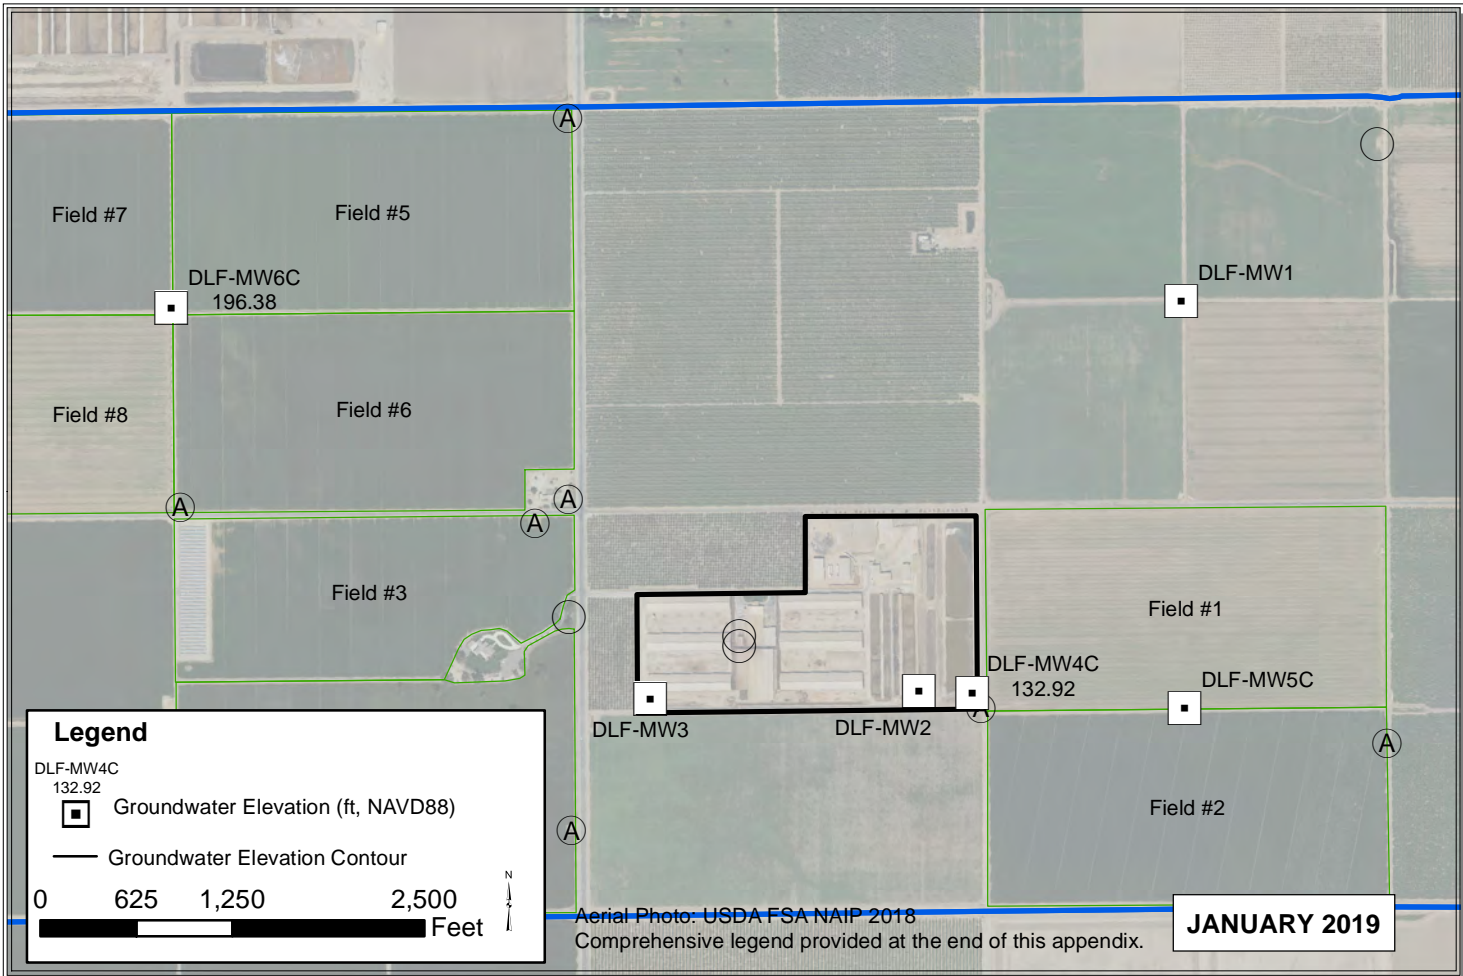 A
Field #7
Field #5
DLF-MW6C
196.38
DLF-MW1
Field #8
Field #6
A
A
A
Field #3
Field #1
DLF-MW4C
132.92
DLF-MW5C
DLF-MW3
DLF-MW2
A
A
Field #2
A
Legend
DLF-MW4C
132.92
Groundwater Elevation (ft, NAVD88)
Groundwater Elevation Contour
0 625 1,250 2,500
Feet
N
Aerial Photo: USDA FSA NAIP 2018
Comprehensive legend provided at the end of this appendix.
JANUARY 2019